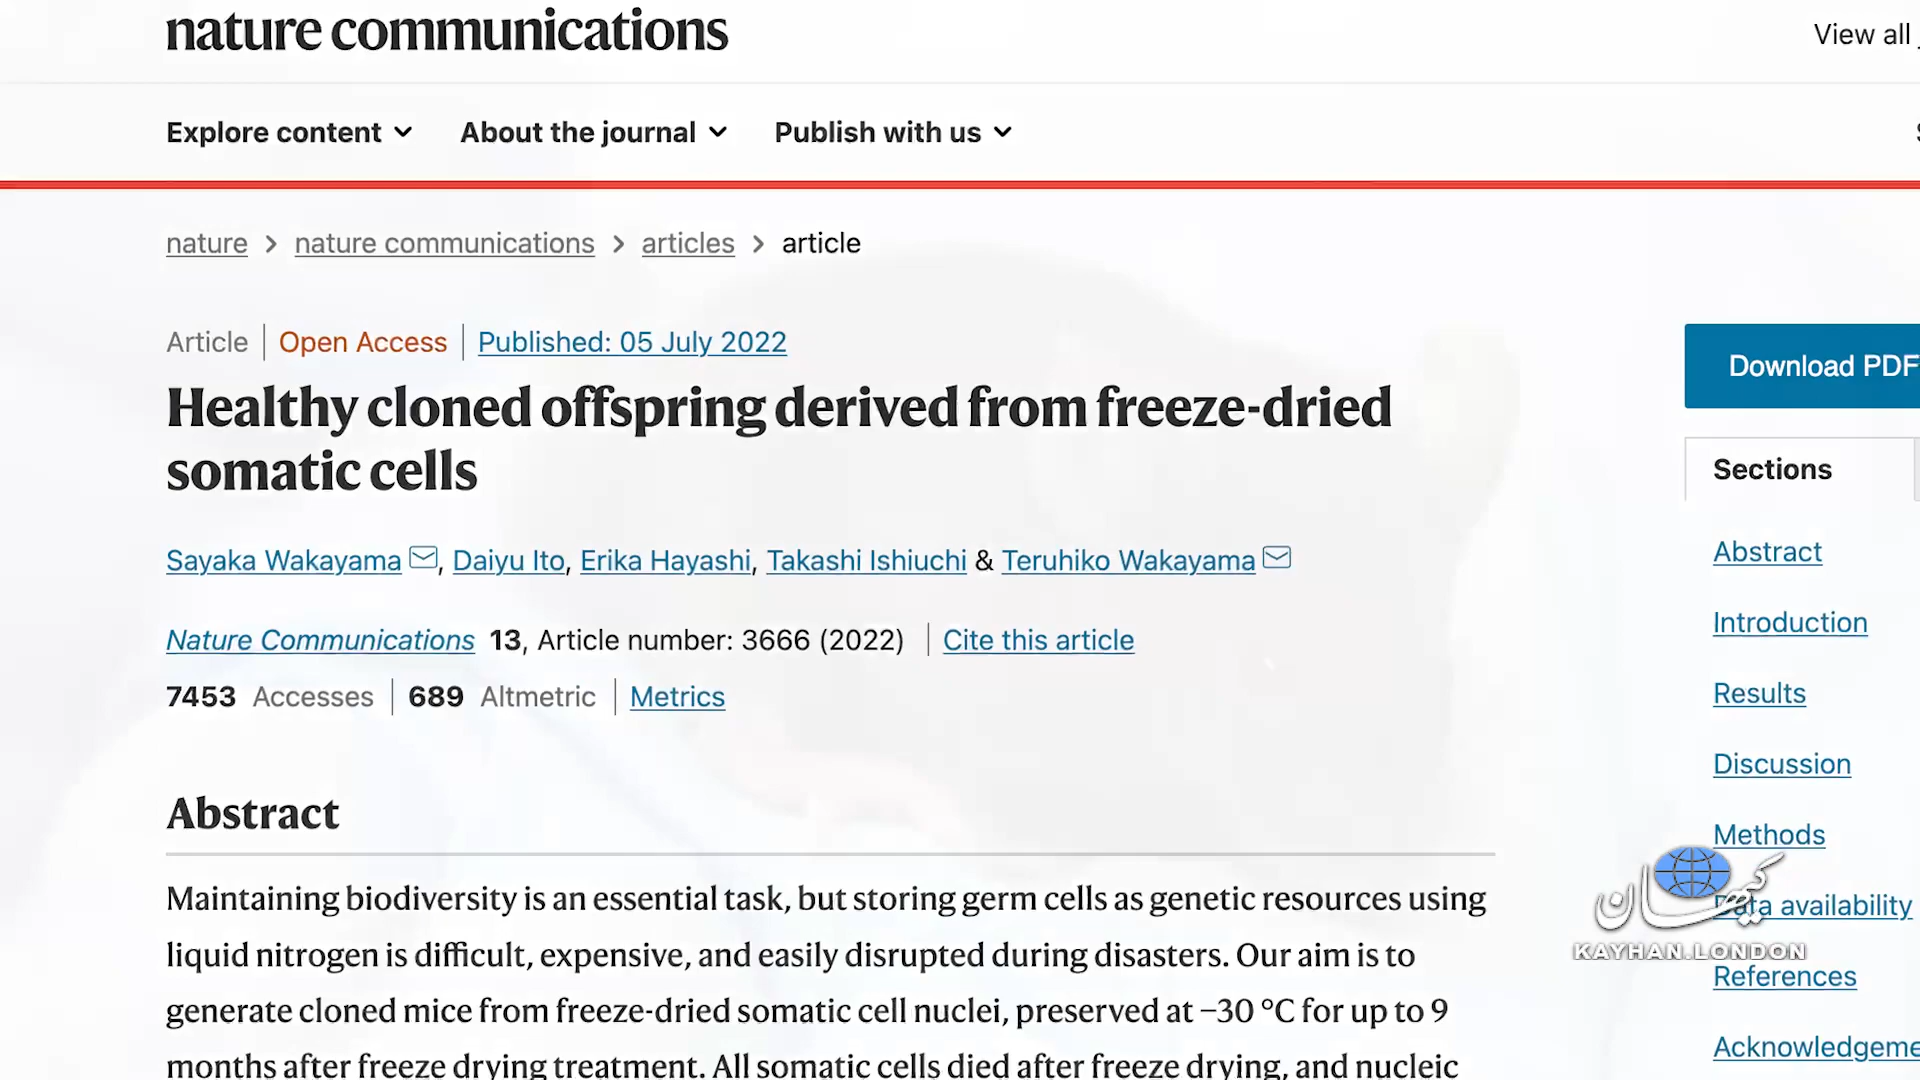 nature communications
View all
Explore content
About the journal
Publish with us
nature > nature communications > articles > article
Article | Open Access | Published: 05 July 2022
Healthy cloned offspring derived from freeze-dried
somatic cells
Sayaka Wakayama, Daiyu Ito, Erika Hayashi, Takashi Ishiuchi & Teruhiko Wakayama
Nature Communications 13, Article number: 3666 (2022) | Cite this article
7453 Accesses | 689 Altmetric | Metrics
Abstract
Maintaining biodiversity is an essential task, but storing germ cells as genetic resources using
liquid nitrogen is difficult, expensive, and easily disrupted during disasters. Our aim is to
generate cloned mice from freeze-dried somatic cell nuclei, preserved at −30 °C for up to 9
months after freeze drying treatment. All somatic cells died after freeze drying, and nucleic
Download PDF
Sections
Abstract
Introduction
Results
Discussion
Methods
Data availability
References
Acknowledgeme
کیهان
KAYHAN.LONDON